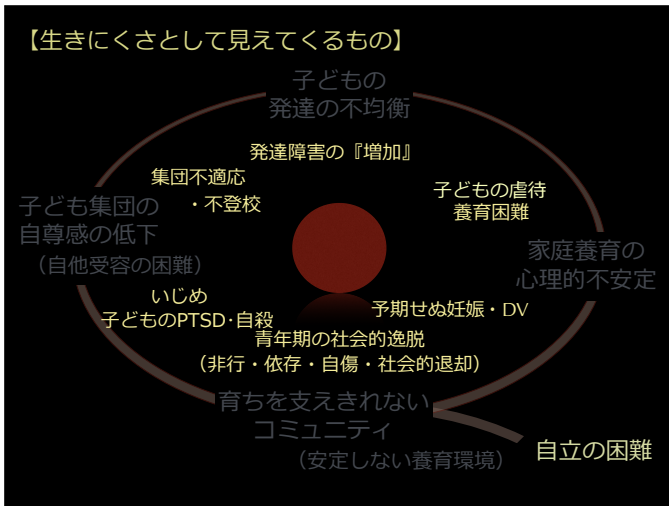 【生きにくさとして見えてくるもの】
子どもの
発達の不均衡
発達障害の『増加』
集団不適応
・不登校
子どもの虐待
養育困難
子ども集団の
自尊感の低下
（自他受容の困難）
家庭養育の
心理的不安定
いじめ
子どものPTSD･自殺
予期せぬ妊娠・DV
青年期の社会的逸脱
（非行・依存・自傷・社会的退却）
育ちを支えきれない
コミュニティ
（安定しない養育環境）
自立の困難